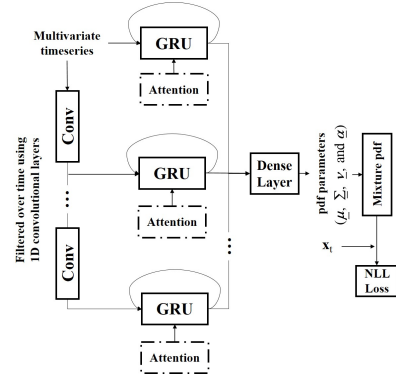 Multivariate
timeseries
GRU
Attention
Filtered over time using
1D convolutional layers
Conv
...
Conv
GRU
Attention
...
GRU
Attention
Dense
Layer
pdf parameters
(μ, Σ, ν, and α)
Mixture pdf
xt
NLL
Loss